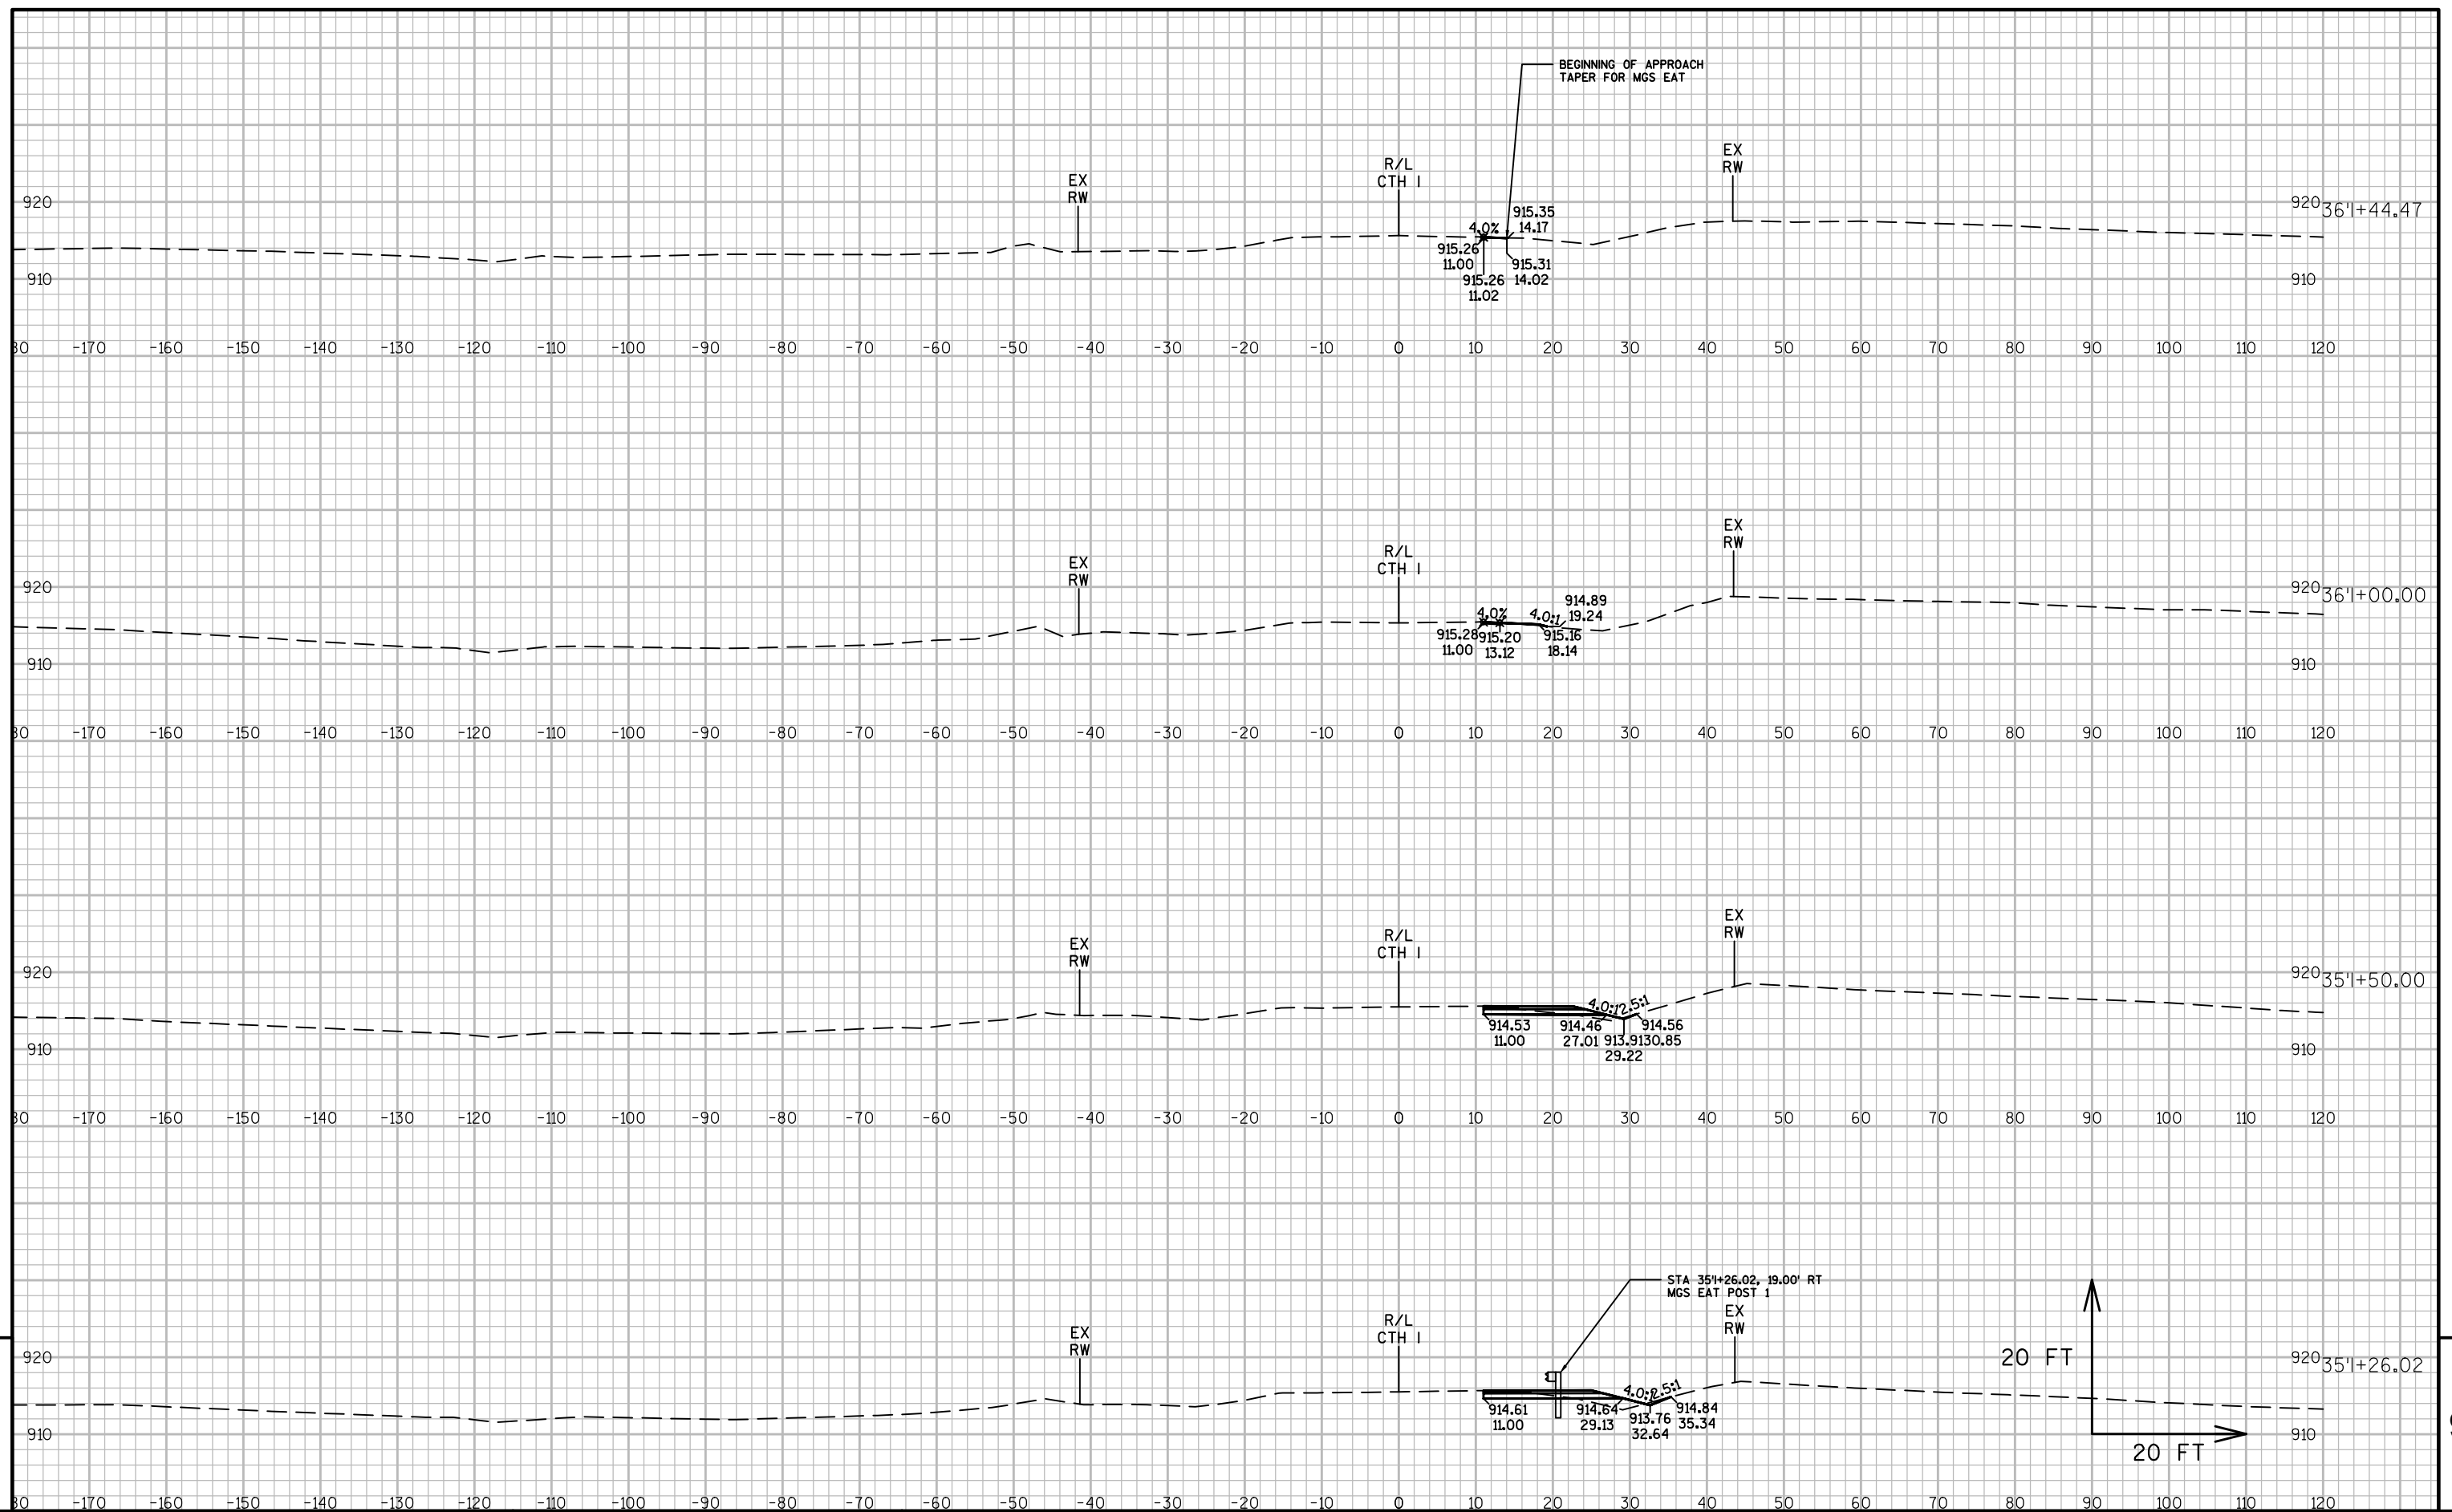 BEGINNING OF APPROACH
TAPER FOR MGS EAT
EX
RW
R/L
CTH I
EX
RW
920
920
36'I'+44.47
4.0%
915.35
14.17
915.26
11.00
915.31
14.02
915.26
11.02
910
910
-170 -160 -150 -140 -130 -120 -110 -100 -90 -80 -70 -60 -50 -40 -30 -20 -10 0 10 20 30 40 50 60 70 80 90 100 110 120
EX
RW
R/L
CTH I
EX
RW
920
920
36'I'+00.00
4.0%
4.0:1
914.89
19.24
915.28
11.00
915.20
13.12
915.16
18.14
910
910
-170 -160 -150 -140 -130 -120 -110 -100 -90 -80 -70 -60 -50 -40 -30 -20 -10 0 10 20 30 40 50 60 70 80 90 100 110 120
EX
RW
R/L
CTH I
EX
RW
920
920
35'I'+50.00
4.0:1
2.5:1
914.53
11.00
914.46
27.01
913.91
29.22
914.56
30.85
910
910
-170 -160 -150 -140 -130 -120 -110 -100 -90 -80 -70 -60 -50 -40 -30 -20 -10 0 10 20 30 40 50 60 70 80 90 100 110 120
STA 35'I'+26.02, 19.00' RT
MGS EAT POST 1
EX
RW
R/L
CTH I
EX
RW
920
20 FT
920
35'I'+26.02
2.5:1
914.61
11.00
914.64
29.13
913.76
32.64
914.84
35.34
910
910
20 FT
-170 -160 -150 -140 -130 -120 -110 -100 -90 -80 -70 -60 -50 -40 -30 -20 -10 0 10 20 30 40 50 60 70 80 90 100 110 120